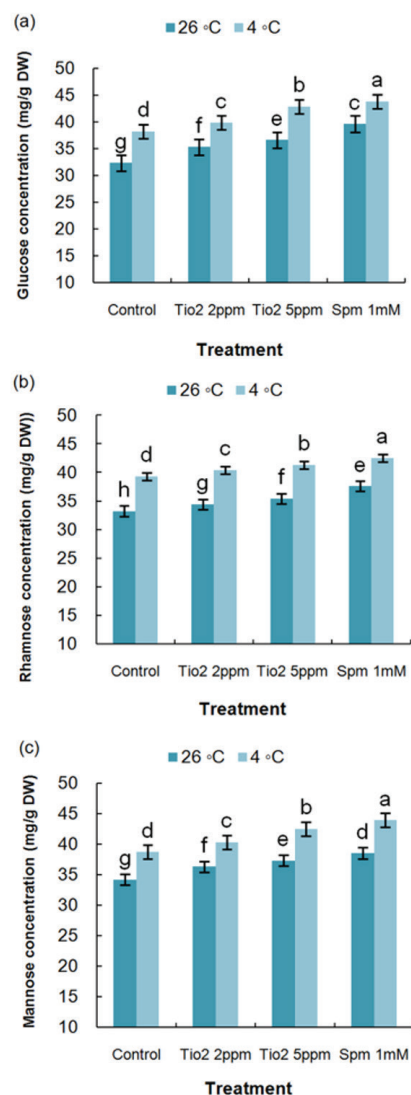 (a)
26 ◦C 4 ◦C
Glucose concentration (mg/g DW)
50
45
40
35
30
25
20
15
10
g d f c e b c a
Control Tio2 2ppm Tio2 5ppm Spm 1mM
Treatment
(b)
26 ◦C 4 ◦C
Rhamnose concentration (mg/g DW))
50
45
40
35
30
25
20
15
10
h d g c f b e a
Control Tio2 2ppm Tio2 5ppm Spm 1mM
Treatment
(c)
26 ◦C 4 ◦C
Mannose concentration (mg/g DW)
50
45
40
35
30
25
20
15
10
g d f c e b d a
Control Tio2 2ppm Tio2 5ppm Spm 1mM
Treatment